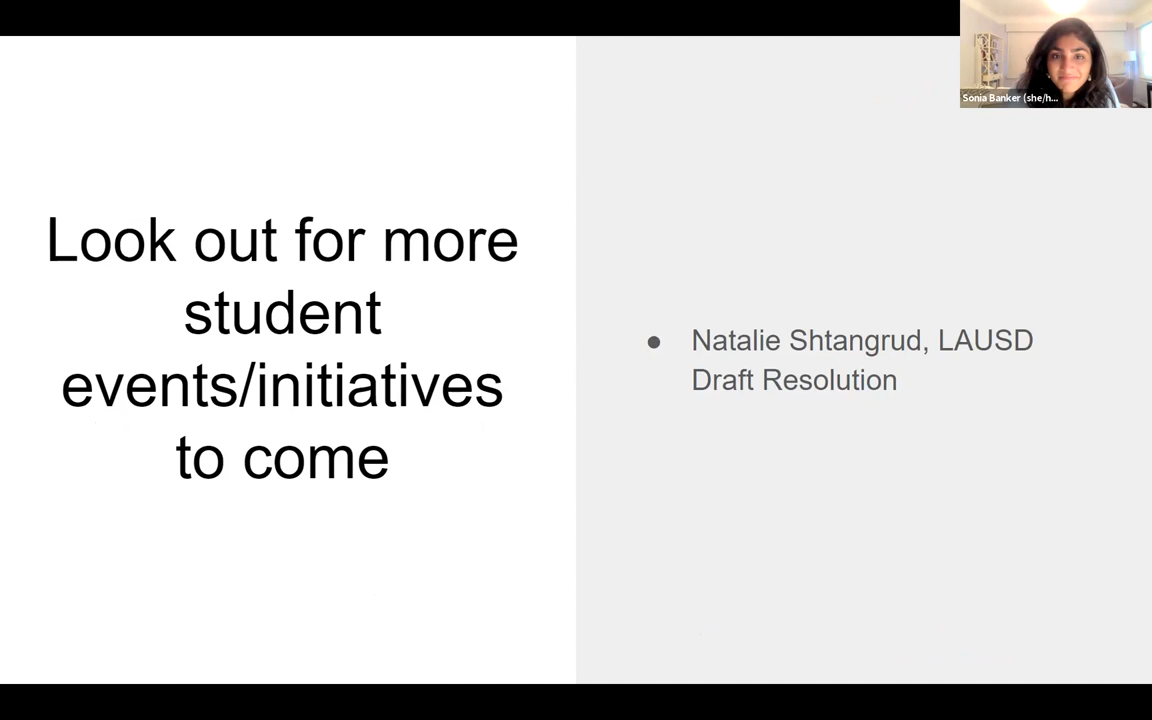 Sonia Banker (she/h...
Look out for more
student
events/initiatives
to come
● Natalie Shtangrud, LAUSD
Draft Resolution